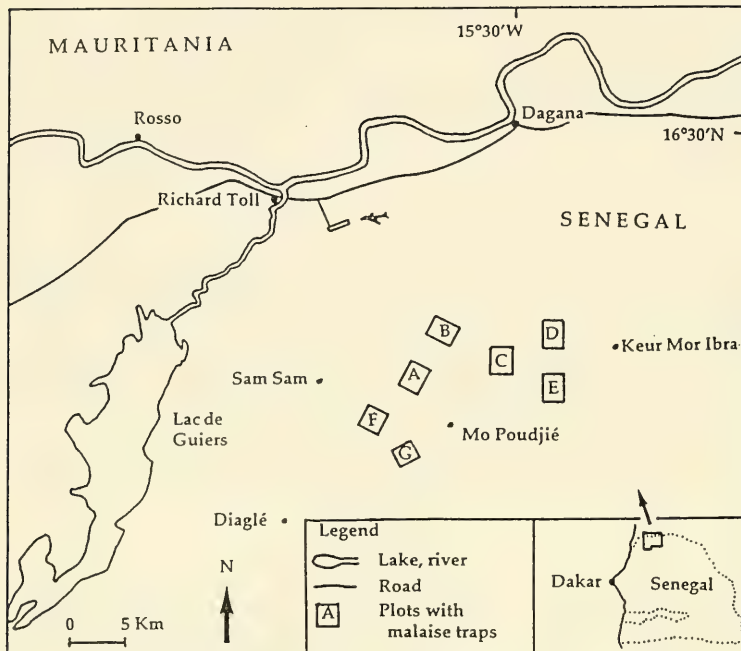 15°30'W
MAURITANIA
Rosso
Dagana
16°30'N
Richard Toll
SENEGAL
B
D
C
Keur Mor Ibra
A
E
Sam Sam
F
Mo Poudjié
Lac de
Guiers
G
Diaglé
Legend
Lake, river
Road
A Plots with
malaise traps
N
0 5 Km
Dakar
Senegal